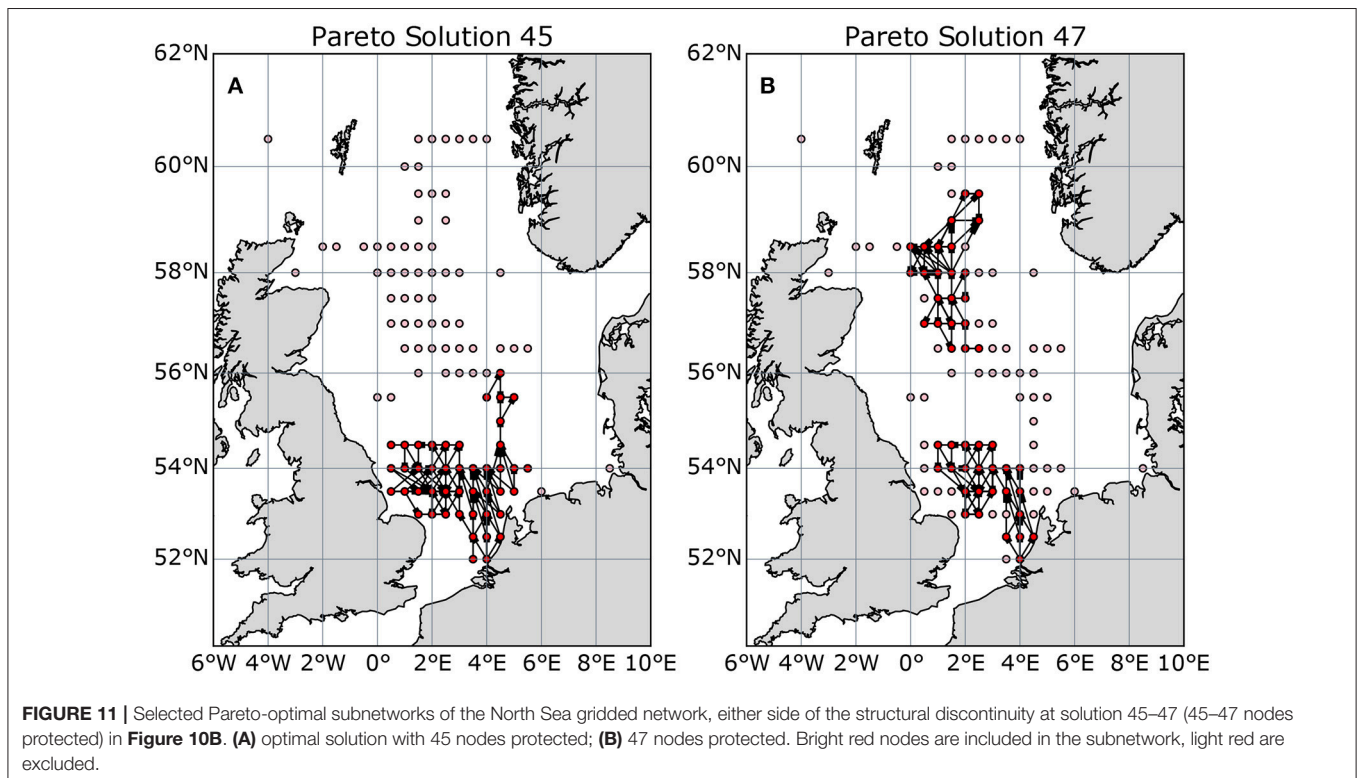 Pareto Solution 45
A
62°N
60°N
58°N
56°N
54°N
52°N
6°W 4°W 2°W 0° 2°E 4°E 6°E 8°E 10°E
Pareto Solution 47
B
62°N
60°N
58°N
56°N
54°N
52°N
6°W 4°W 2°W 0° 2°E 4°E 6°E 8°E 10°E
FIGURE 11 | Selected Pareto-optimal subnetworks of the North Sea gridded network, either side of the structural discontinuity at solution 45–47 (45–47 nodes
protected) in Figure 10B. (A) optimal solution with 45 nodes protected; (B) 47 nodes protected. Bright red nodes are included in the subnetwork, light red are
excluded.